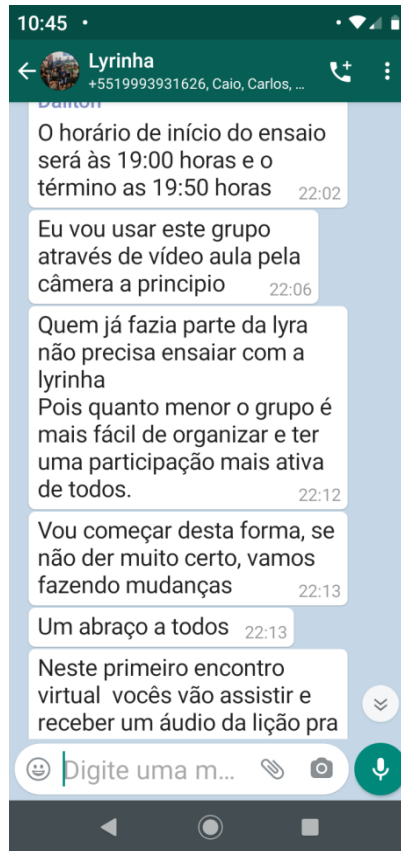 10:45
Lyrinha
+5519993931626, Caio, Carlos, ...
Dailton
O horário de início do ensaio
será às 19:00 horas e o
término as 19:50 horas 22:02
Eu vou usar este grupo
através de vídeo aula pela
câmera a principio 22:06
Quem já fazia parte da lyra
não precisa ensaiar com a
lyrinha
Pois quanto menor o grupo é
mais fácil de organizar e ter
uma participação mais ativa
de todos. 22:12
Vou começar desta forma, se
não der muito certo, vamos
fazendo mudanças 22:13
Um abraço a todos 22:13
Neste primeiro encontro
virtual vocês vão assistir e
receber um áudio da lição pra
Digite uma m...